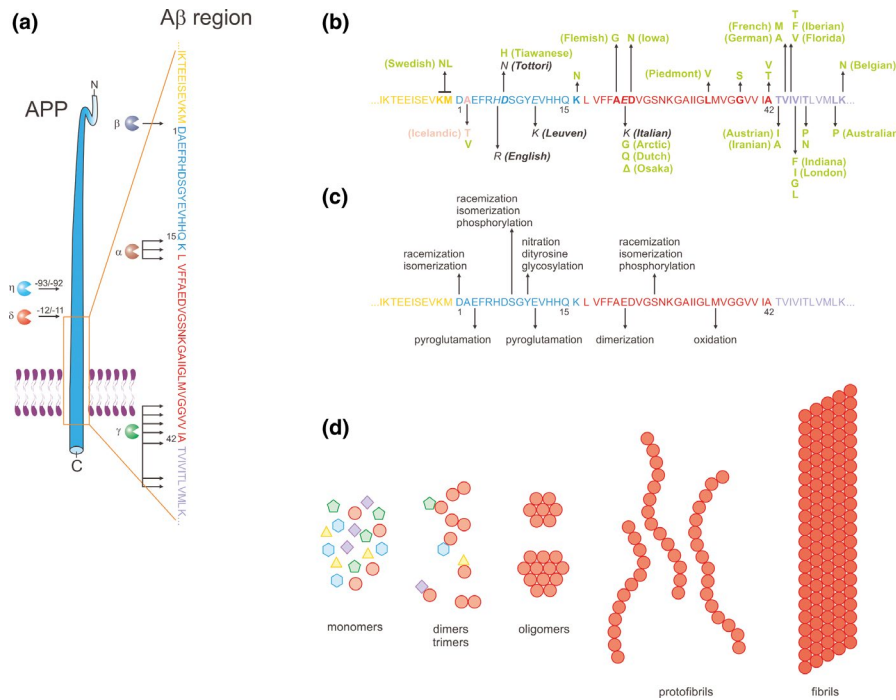 (a)
Aβ region
APP
N
...IKTEEISEVKM DAEFRHDSGYEVHHQ K L VFFAEDVGSNKGAIIGLMVGGVV IA TVIVITLVMLK...
β
1
15
α
η
-93/-92
δ
-12/-11
γ
42
C
(b)
(Swedish) NL
H (Tiawanese)
N (Tottori)
N
(Flemish) G N (Iowa)
(Piedmont) V
S
V
T
(French) M
(German) A
T
F (Iberian)
V (Florida)
N (Belgian)
...IKTEEISEVKM DAEFRHDSGYEVHHQ K L VFFAEDVGSNKGAIIGLMVGGVV IA TVIVITLVMLK...
1 15 42
(Icelandic) T
V
R (English)
K (Leuven)
K (Italian)
G (Arctic)
Q (Dutch)
Δ (Osaka)
(Austrian) I
(Iranian) A
P
N
P (Australian)
F (Indiana)
I (London)
G
L
(c)
racemization
isomerization
racemization
isomerization
phosphorylation
nitration
dityrosine
glycosylation
racemization
isomerization
phosphorylation
...IKTEEISEVKM DAEFRHDSGYEVHHQ K L VFFAEDVGSNKGAIIGLMVGGVV IA TVIVITLVMLK...
1 15 42
pyroglutamation
pyroglutamation
dimerization
oxidation
(d)
monomers
dimers
trimers
oligomers
protofibrils
fibrils